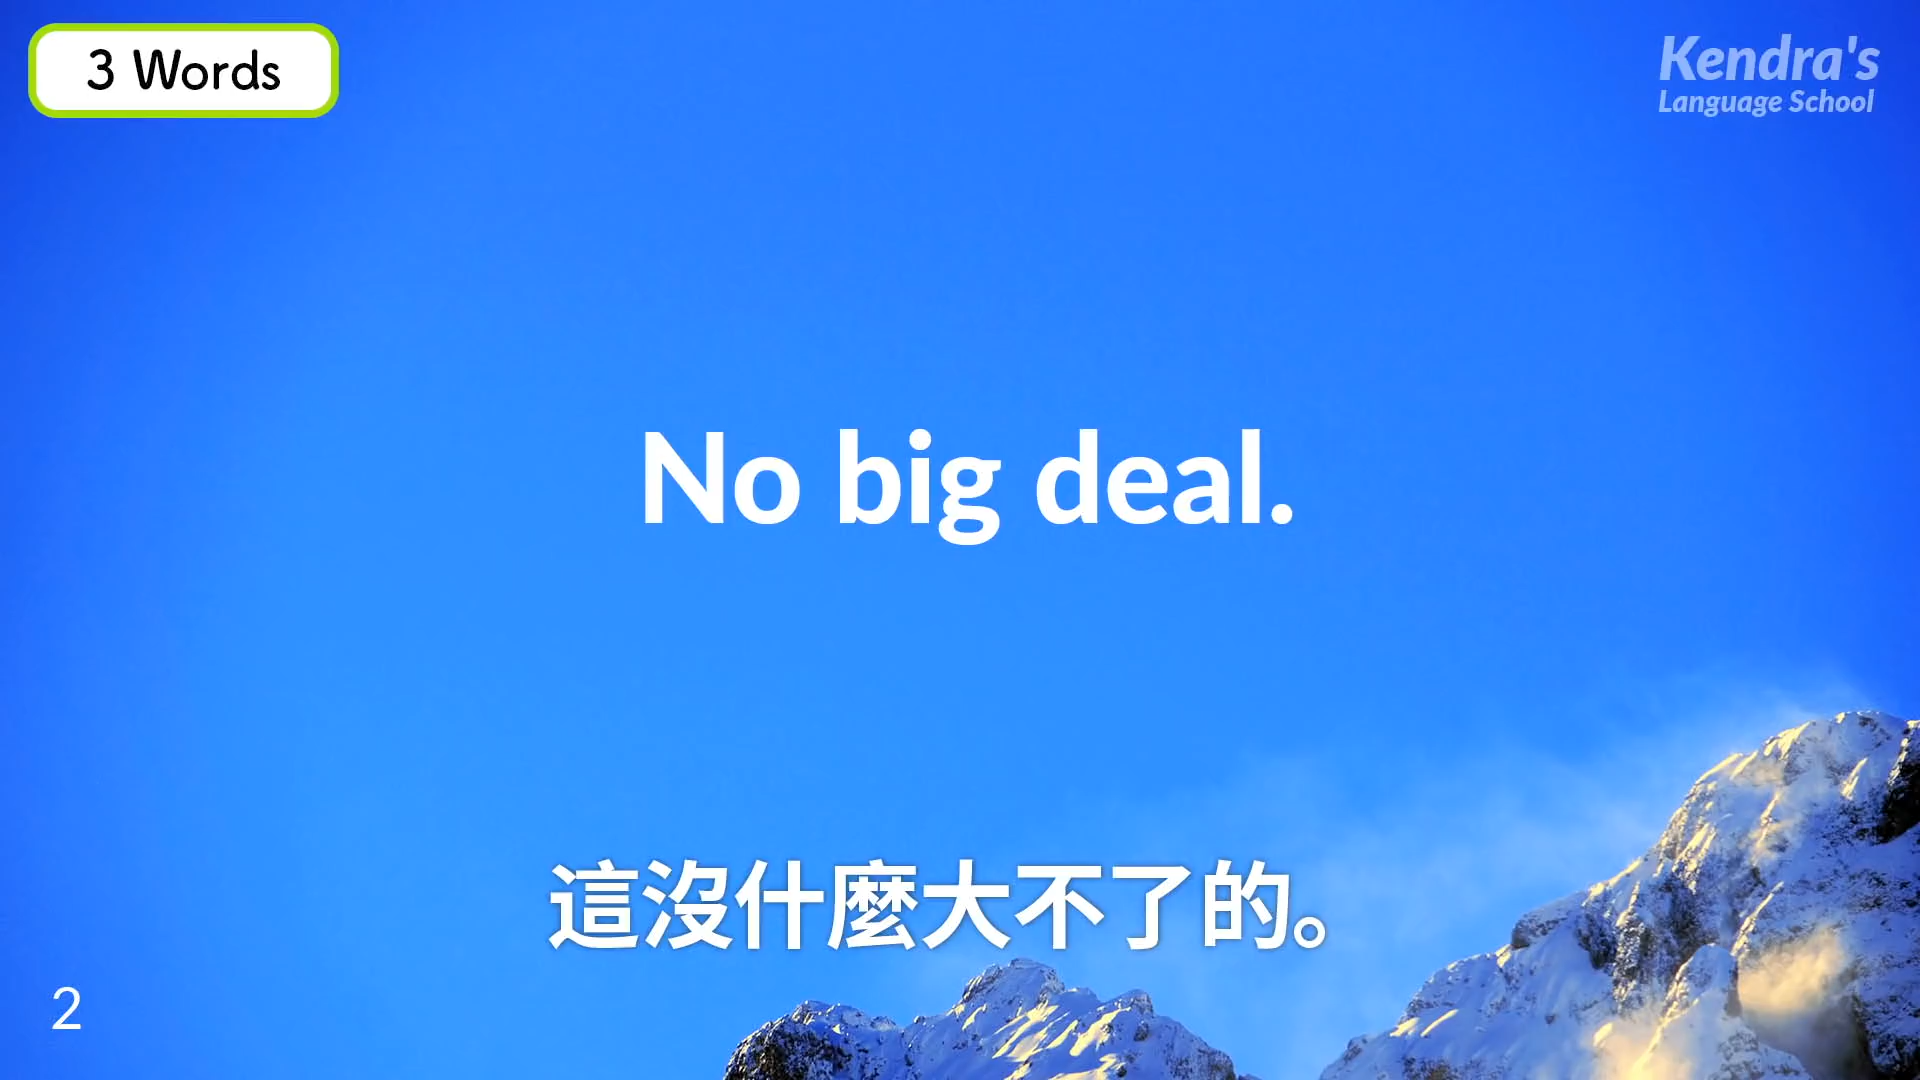 3 Words
Kendra's
Language School
No big deal.
這沒什麼大不了的。
2